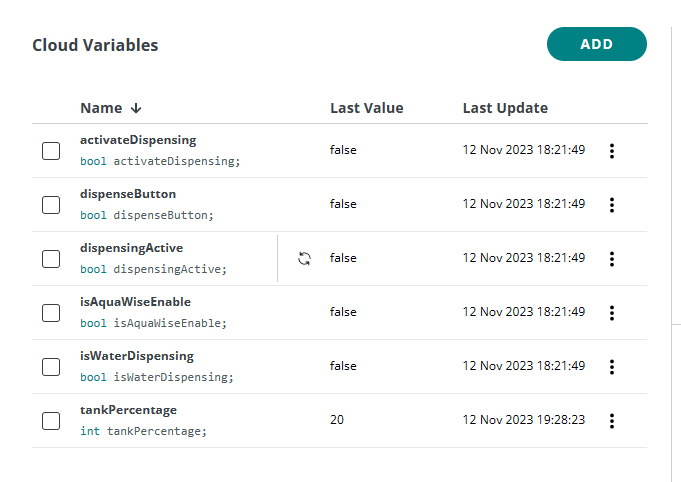 Cloud Variables
ADD
Name ↓ Last Value Last Update
activateDispensing
bool activateDispensing;
false 12 Nov 2023 18:21:49
dispenseButton
bool dispenseButton;
false 12 Nov 2023 18:21:49
dispensingActive
bool dispensingActive;
false 12 Nov 2023 18:21:49
isAquaWiseEnable
bool isAquaWiseEnable;
false 12 Nov 2023 18:21:49
isWaterDispensing
bool isWaterDispensing;
false 12 Nov 2023 18:21:49
tankPercentage
int tankPercentage;
20 12 Nov 2023 19:28:23